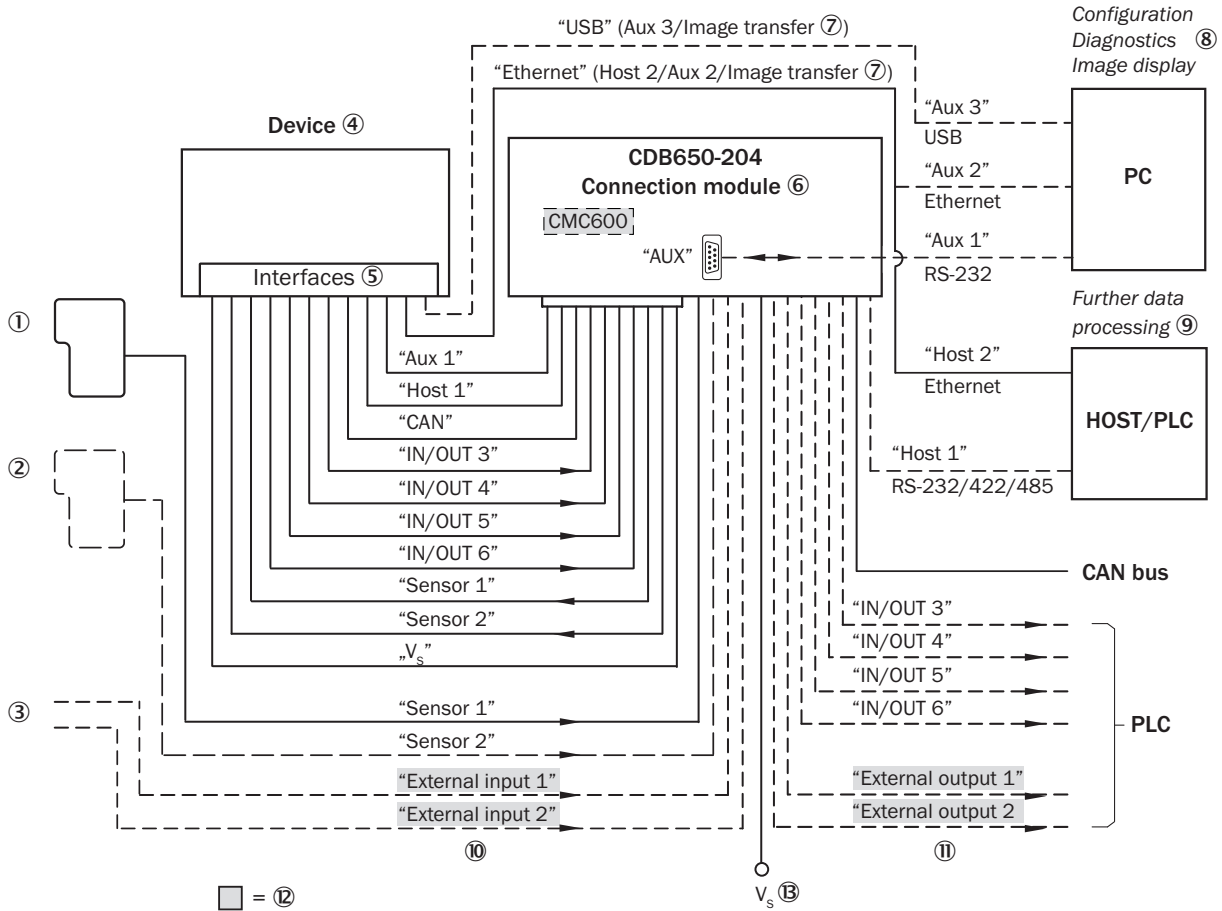 "USB" (Aux 3/Image transfer ⑦)
Configuration
Diagnostics ⑧
Image display
"Ethernet" (Host 2/Aux 2/Image transfer ⑦)
Device ④
CDB650-204
Connection module ⑥
CMC600
"AUX"
Interfaces ⑤
"Aux 3"
USB
"Aux 2"
Ethernet
"Aux 1"
RS-232
PC
Further data
processing ⑨
"Host 2"
Ethernet
HOST/PLC
"Host 1"
RS-232/422/485
①
②
③
"Aux 1"
"Host 1"
"CAN"
"IN/OUT 3"
"IN/OUT 4"
"IN/OUT 5"
"IN/OUT 6"
"Sensor 1"
"Sensor 2"
„Vs"
"Sensor 1"
"Sensor 2"
"External input 1"
"External input 2"
⑩
CAN bus
"IN/OUT 3"
"IN/OUT 4"
"IN/OUT 5"
"IN/OUT 6"
PLC
"External output 1"
"External output 2
⑪
= ⑫
Vs ⑬